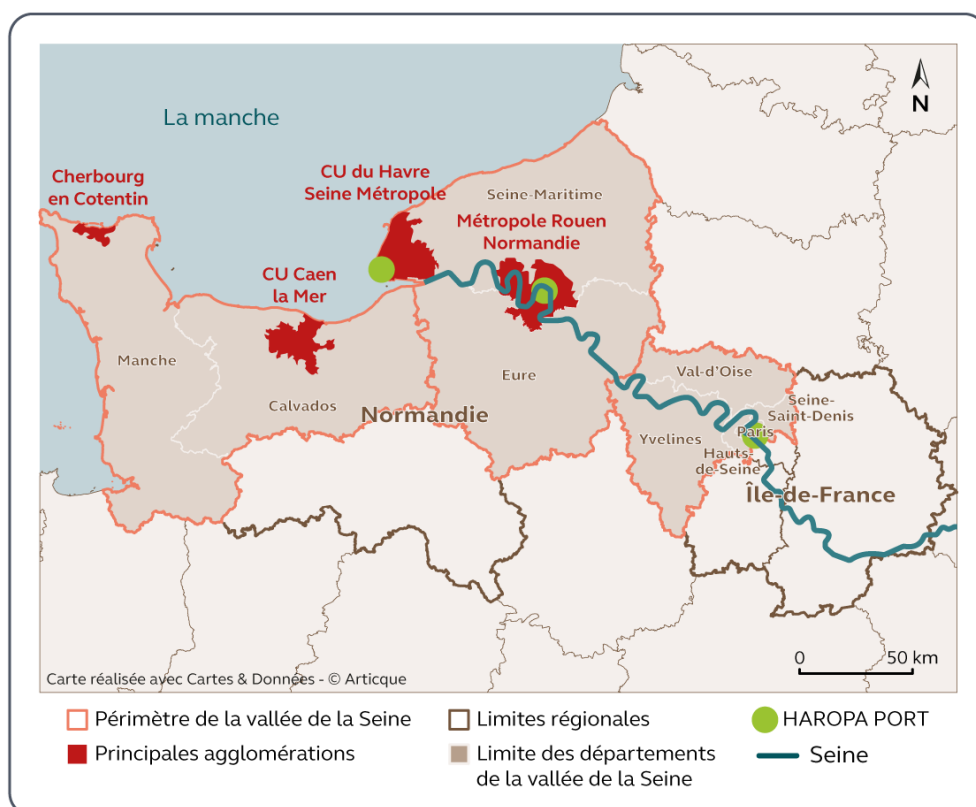 La manche
N
Cherbourg
en Cotentin
CU du Havre
Seine Métropole
Seine-Maritime
Métropole Rouen
Normandie
CU Caen
la Mer
Manche
Calvados
Normandie
Eure
Val-d'Oise
Seine-
Saint-Denis
Paris
Yvelines
Hauts-
de-Seine
Île-de-France
0 50 km
Carte réalisée avec Cartes & Données - © Articque
Périmètre de la vallée de la Seine
Limites régionales
HAROPA PORT
Principales agglomérations
Limite des départements
de la vallée de la Seine
Seine